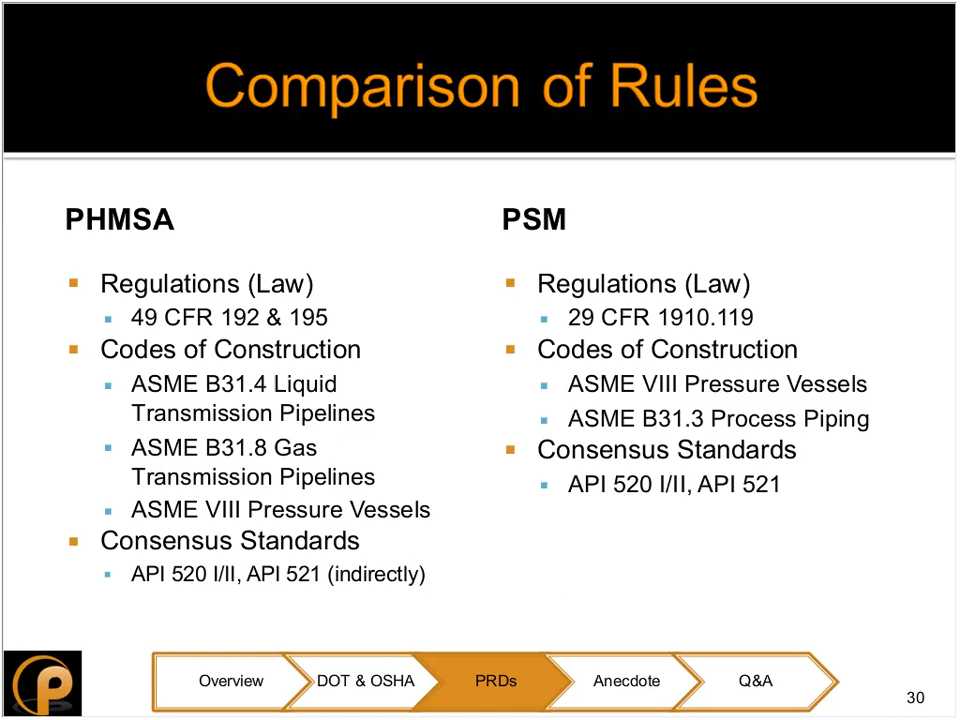 Comparison of Rules
PHMSA
Regulations (Law)
49 CFR 192 & 195
Codes of Construction
ASME B31.4 Liquid
Transmission Pipelines
ASME B31.8 Gas
Transmission Pipelines
ASME VIII Pressure Vessels
Consensus Standards
API 520 I/II, API 521 (indirectly)
PSM
Regulations (Law)
29 CFR 1910.119
Codes of Construction
ASME VIII Pressure Vessels
ASME B31.3 Process Piping
Consensus Standards
API 520 I/II, API 521
P
Overview
DOT & OSHA
PRDs
Anecdote
Q&A
30